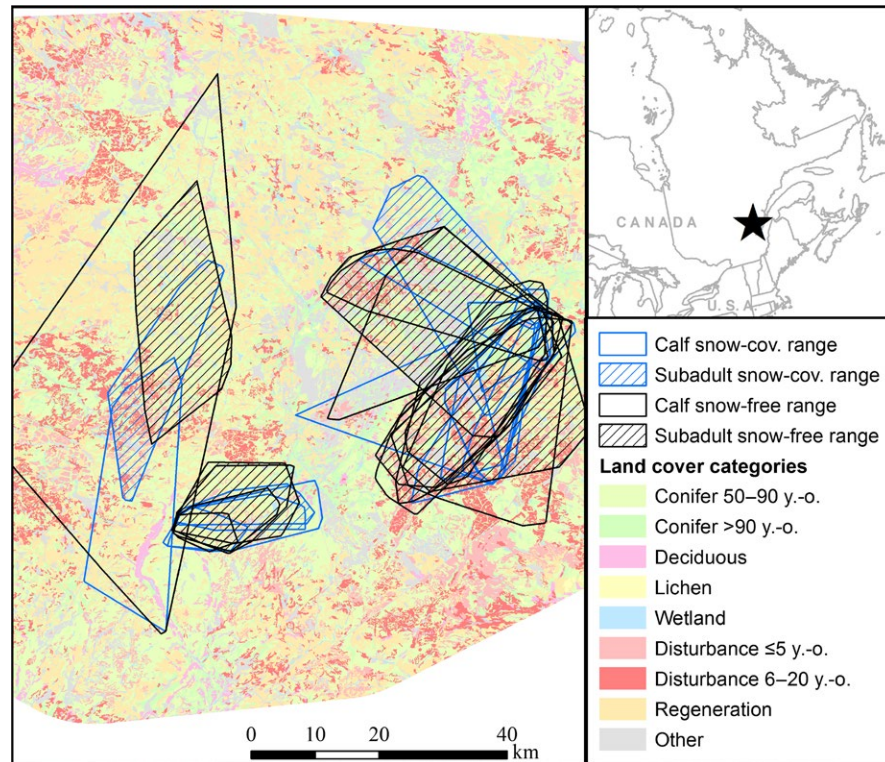 CANADA
U.S.A
Calf snow-cov. range
Subadult snow-cov. range
Calf snow-free range
Subadult snow-free range
Land cover categories
Conifer 50–90 y.-o.
Conifer >90 y.-o.
Deciduous
Lichen
Wetland
Disturbance ≤5 y.-o.
Disturbance 6–20 y.-o.
Regeneration
Other
0 10 20 40
km